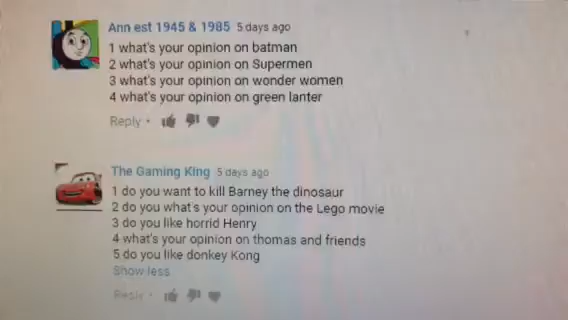 Ann est 1945 & 1985 5 days ago
1 what's your opinion on batman
2 what's your opinion on Supermen
3 what's your opinion on wonder women
4 what's your opinion on green lanter
Reply •
The Gaming King 5 days ago
1 do you want to kill Barney the dinosaur
2 do you what's your opinion on the Lego movie
3 do you like horrid Henry
4 what's your opinion on thomas and friends
5 do you like donkey Kong
Show less
Reply •